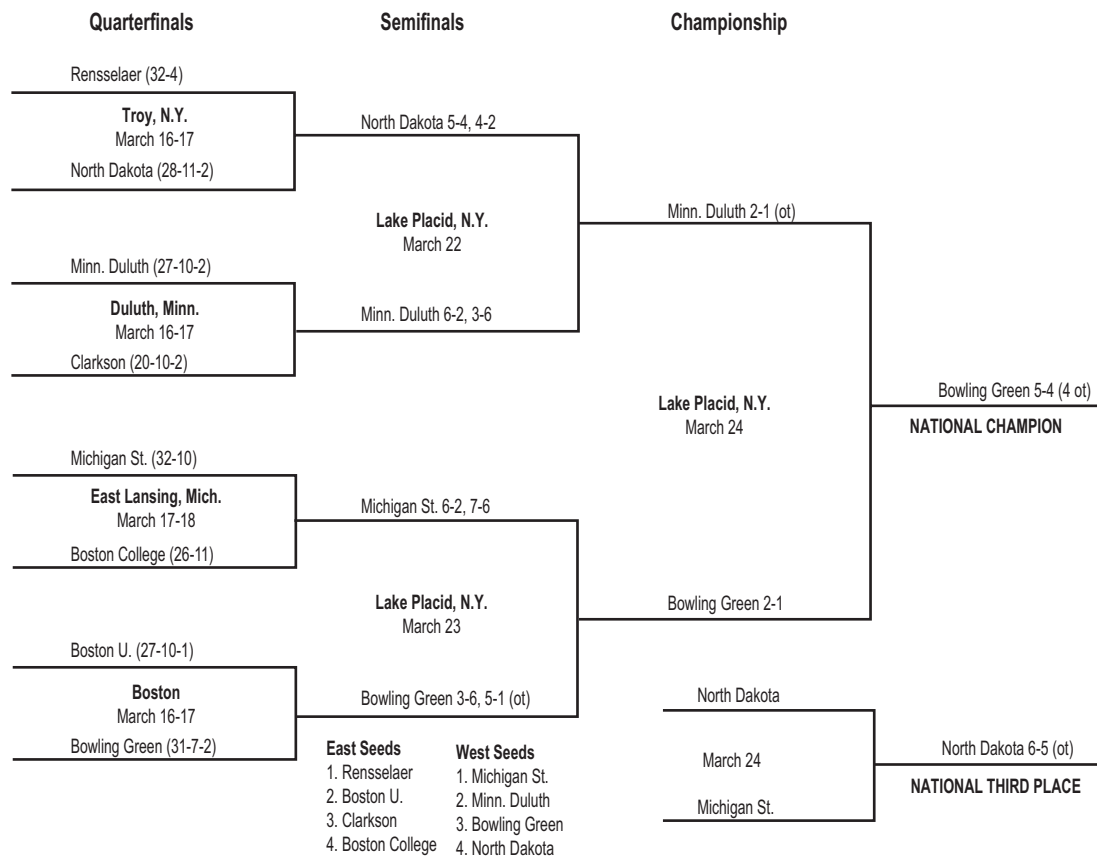 Quarterfinals
Semifinals
Championship
Rensselaer (32-4)
Troy, N.Y.
March 16-17
North Dakota (28-11-2)
North Dakota 5-4, 4-2
Lake Placid, N.Y.
March 22
Minn. Duluth (27-10-2)
Duluth, Minn.
March 16-17
Clarkson (20-10-2)
Minn. Duluth 6-2, 3-6
Minn. Duluth 2-1 (ot)
Lake Placid, N.Y.
March 24
Bowling Green 5-4 (4 ot)
NATIONAL CHAMPION
Michigan St. (32-10)
East Lansing, Mich.
March 17-18
Boston College (26-11)
Michigan St. 6-2, 7-6
Lake Placid, N.Y.
March 23
Bowling Green 2-1
Boston U. (27-10-1)
Boston
March 16-17
Bowling Green (31-7-2)
Bowling Green 3-6, 5-1 (ot)
East Seeds
1. Rensselaer
2. Boston U.
3. Clarkson
4. Boston College
West Seeds
1. Michigan St.
2. Minn. Duluth
3. Bowling Green
4. North Dakota
North Dakota
March 24
Michigan St.
North Dakota 6-5 (ot)
NATIONAL THIRD PLACE